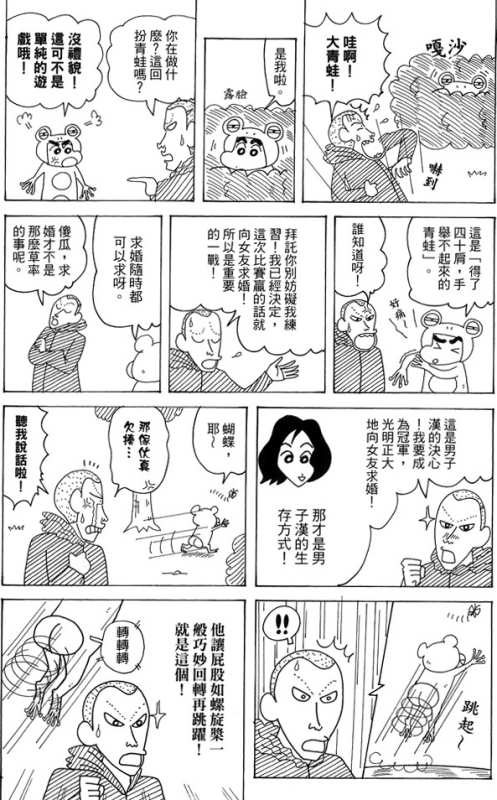 嘎沙
哇啊！
大青蛙！
嚇
到
是我啦。
露臉
你在做什
麼？這回
扮青蛙嗎？
沒禮貌！
這可不是
單純的遊
戲哦！
這是「得了
四十肩，手
舉不起來的
青蛙」。
好痛～
誰知道呀！
拜託你別妨礙我練
習！我已經決定，
這次比賽贏的話就
向女友求婚！
所以是重要
的一戰！
求婚隨時都
可以求呀。
傻瓜，求
婚才不是
那麼草率
的事呢。
這是男子
漢的決心
！我要成
為冠軍，
光明正大
地向女友求婚！
那才是男
子漢的生
存方式！
蝴蝶，
耶～
那傢伙真
欠揍…
聽我說話啦！
跳
起
～
!!
他讓屁股如螺旋槳一
般巧妙回轉再跳躍！
就是這個！
轉轉轉